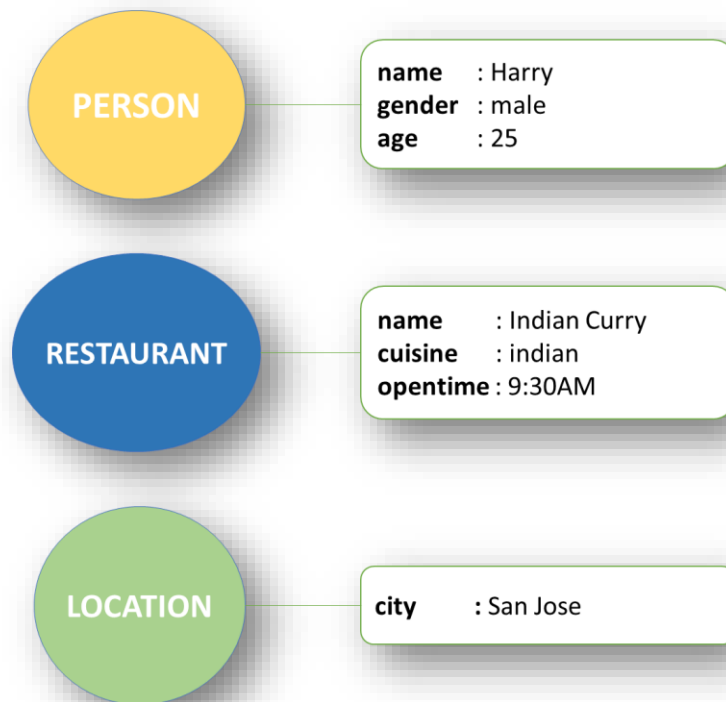 PERSON
name : Harry
gender : male
age : 25
RESTAURANT
name : Indian Curry
cuisine : indian
opentime : 9:30AM
LOCATION
city : San Jose